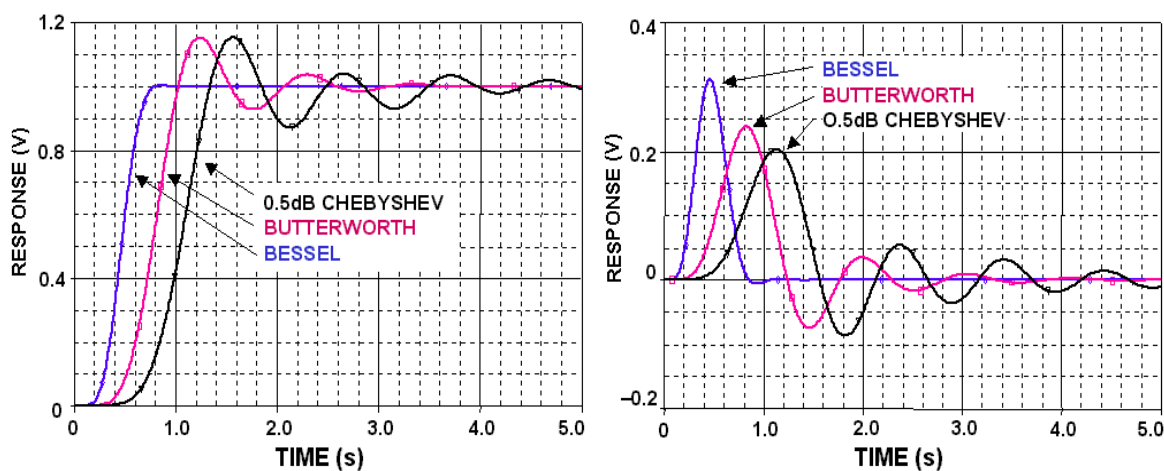 1.2
0.8
0.4
0
RESPONSE (V)
0.5dB CHEBYSHEV
BUTTERWORTH
BESSEL
0 1.0 2.0 3.0 4.0 5.0
TIME (s)
0.4
0.2
0
–0.2
RESPONSE (V)
BESSEL
BUTTERWORTH
O.5dB CHEBYSHEV
0 1.0 2.0 3.0 4.0 5.0
TIME (s)